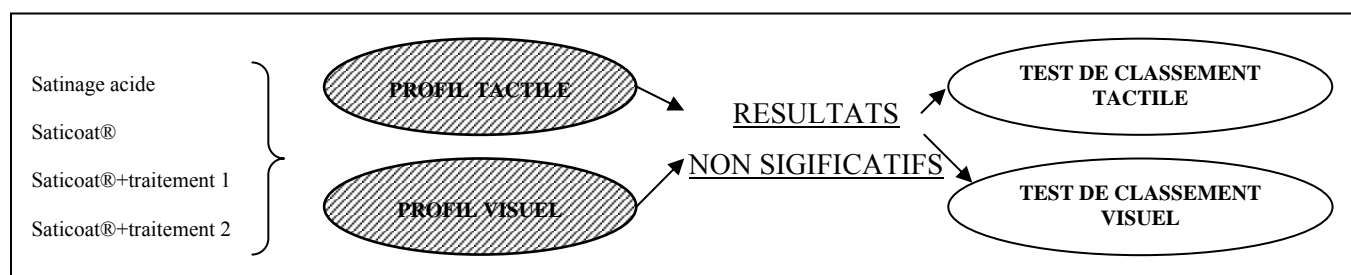 Satinage acide
Saticoat®
Saticoat®+traitement 1
Saticoat®+traitement 2
PROFIL TACTILE
PROFIL VISUEL
RESULTATS
NON SIGIFICATIFS
TEST DE CLASSEMENT
TACTILE
TEST DE CLASSEMENT
VISUEL